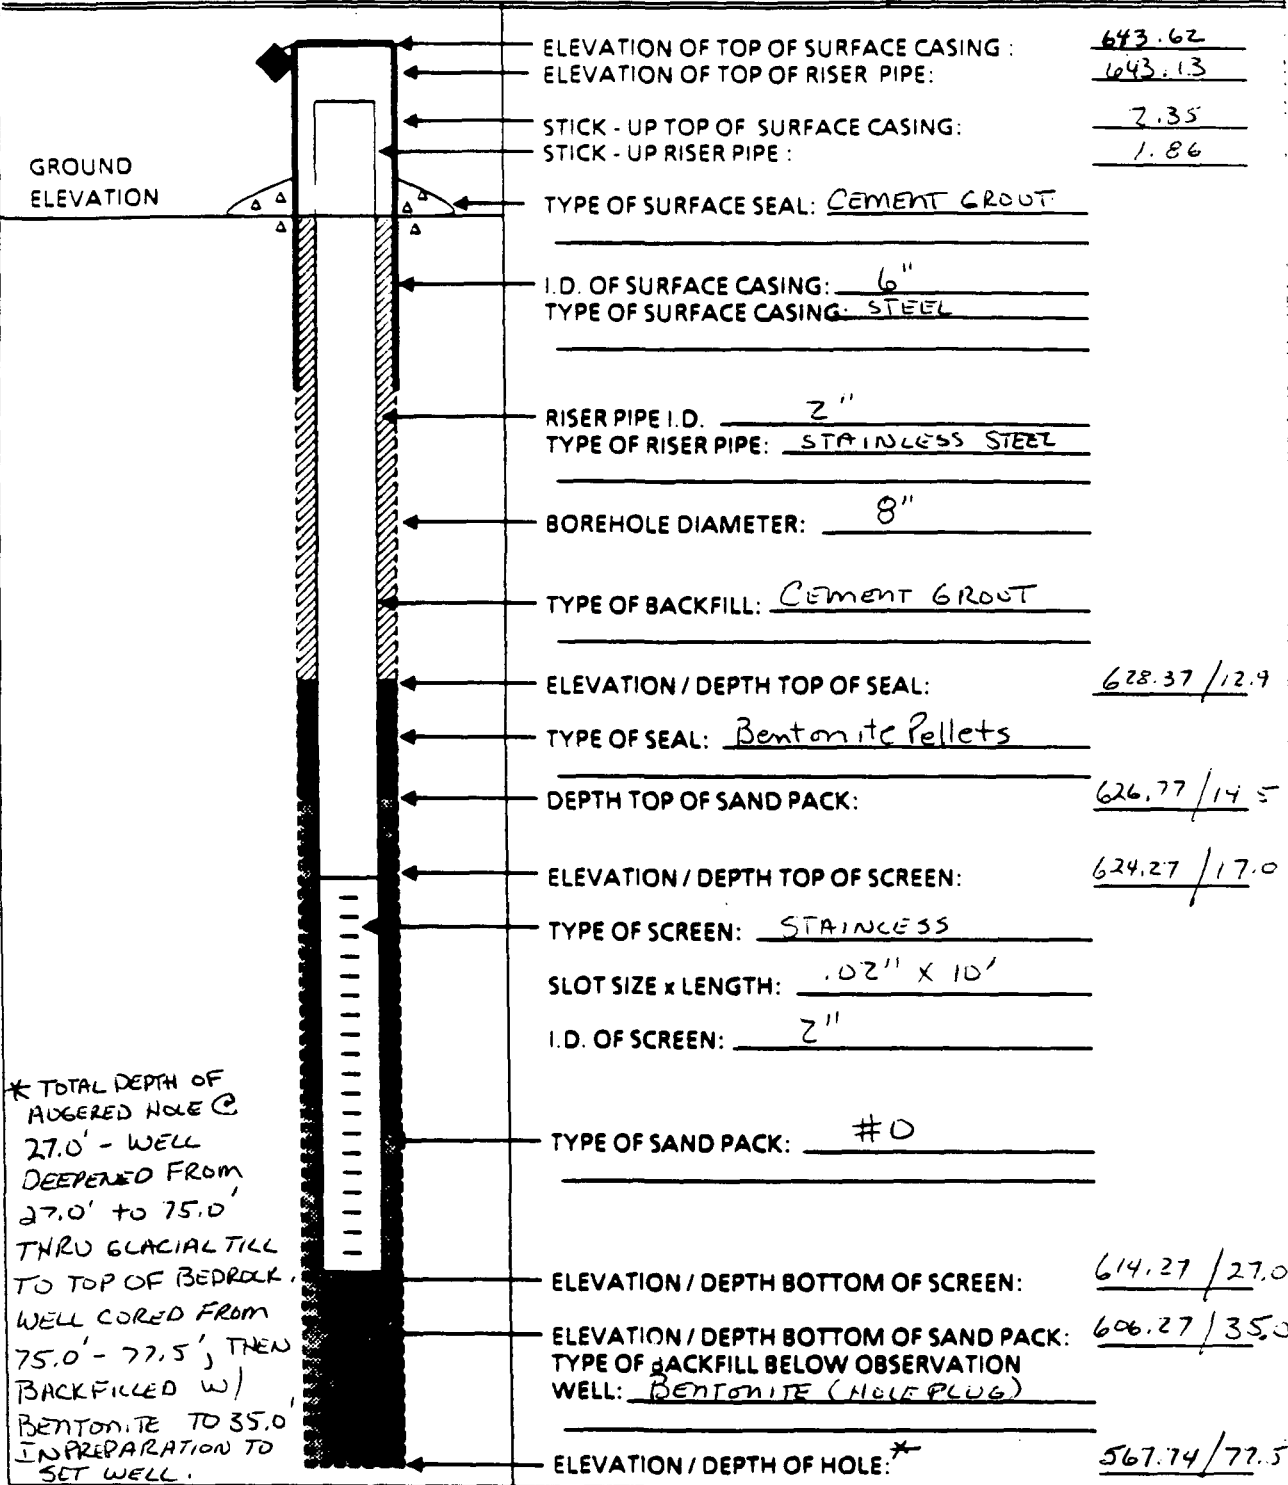 ELEVATION OF TOP OF SURFACE CASING : 643.62
ELEVATION OF TOP OF RISER PIPE: 643.13
STICK - UP TOP OF SURFACE CASING: 2.35
STICK - UP RISER PIPE : 1.86
GROUND
ELEVATION
TYPE OF SURFACE SEAL: CEMENT GROUT
I.D. OF SURFACE CASING: 6"
TYPE OF SURFACE CASING: STEEL
RISER PIPE I.D. 2"
TYPE OF RISER PIPE: STAINLESS STEEL
BOREHOLE DIAMETER: 8"
TYPE OF BACKFILL: CEMENT GROUT
ELEVATION / DEPTH TOP OF SEAL: 628.37 / 12.9
TYPE OF SEAL: Bentonite Pellets
DEPTH TOP OF SAND PACK: 626.77 / 14.5
ELEVATION / DEPTH TOP OF SCREEN: 624.27 / 17.0
TYPE OF SCREEN: STAINLESS
SLOT SIZE x LENGTH: .02" X 10'
I.D. OF SCREEN: 2"
TYPE OF SAND PACK: #0
ELEVATION / DEPTH BOTTOM OF SCREEN: 614.27 / 27.0
ELEVATION / DEPTH BOTTOM OF SAND PACK: 606.27 / 35.0
TYPE OF BACKFILL BELOW OBSERVATION
WELL: BENTONITE (HOLE PLUG)
ELEVATION / DEPTH OF HOLE:* 567.74 / 77.5
* TOTAL DEPTH OF
AUGERED HOLE @
27.0' - WELL
DEEPENED FROM
27.0' to 75.0'
THRU GLACIAL TILL
TO TOP OF BEDROCK.
WELL CORED FROM
75.0' - 77.5', THEN
BACKFILLED W/
BENTONITE TO 35.0'
IN PREPARATION TO
SET WELL.